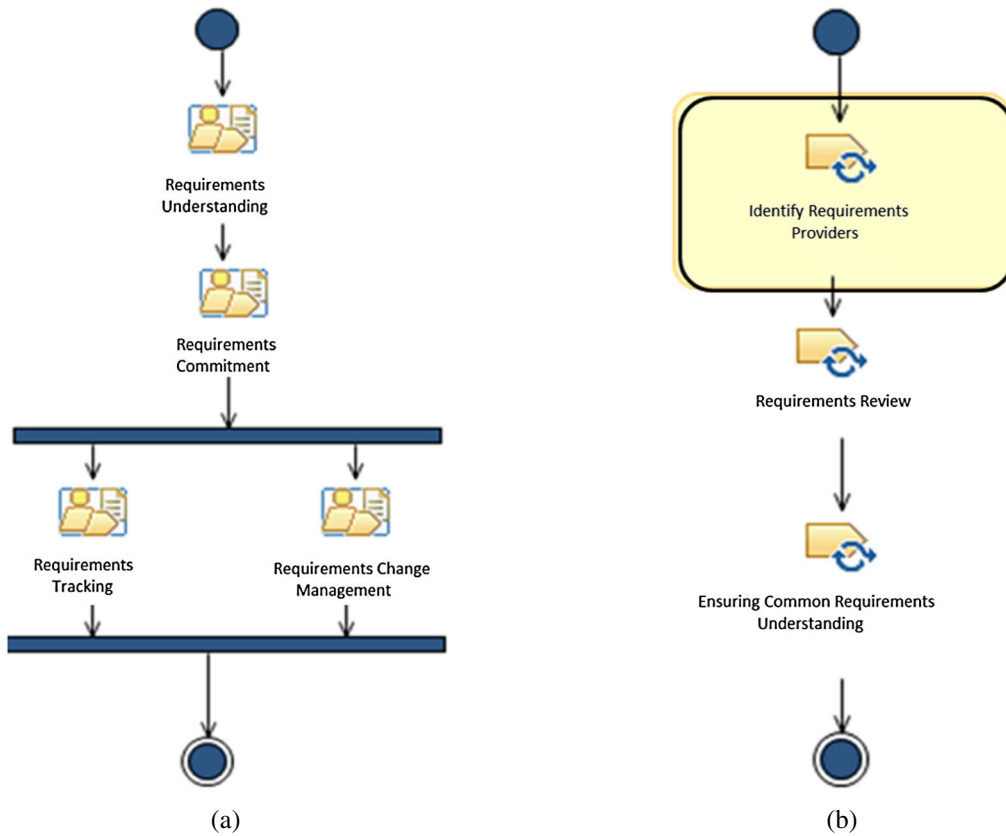 Requirements
Understanding
Requirements
Commitment
Requirements
Tracking
Requirements Change
Management
(a)
Identify Requirements
Providers
Requirements Review
Ensuring Common Requirements
Understanding
(b)